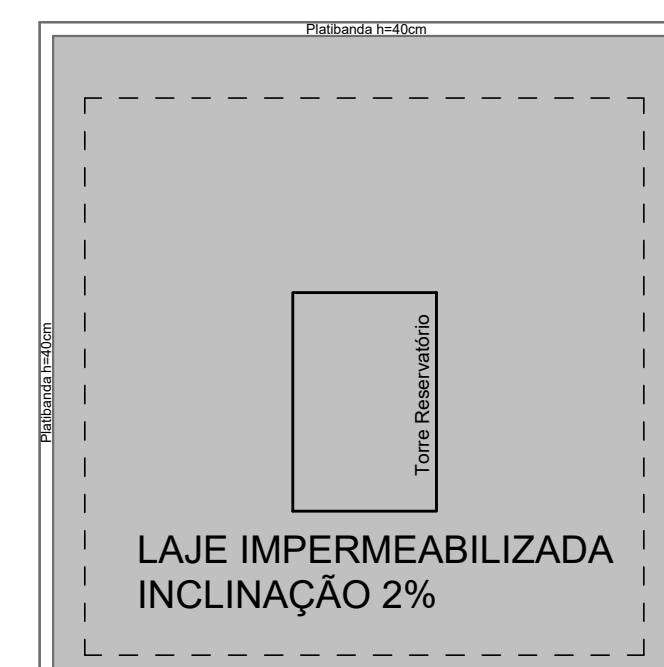 Platibanda h=40cm
Platibanda h=40cm
Torre Reservatório
LAJE IMPERMEABILIZADA
INCLINAÇÃO 2%